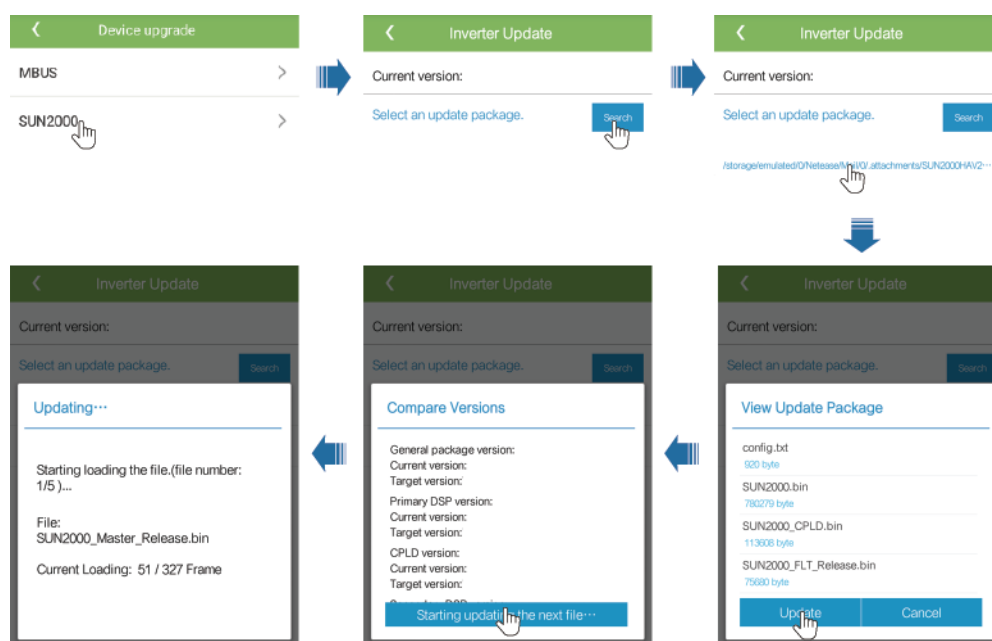 Device upgrade
MBUS
SUN2000
Inverter Update
Current version:
Select an update package.
Search
Inverter Update
Current version:
Select an update package.
Search
/storage/emulated/0/Netease/Mail/0/.attachments/SUN2000HAV2···
Inverter Update
Current version:
Select an update package.
Search
View Update Package
config.txt
920 byte
SUN2000.bin
780279 byte
SUN2000_CPLD.bin
113608 byte
SUN2000_FLT_Release.bin
75680 byte
Update
Cancel
Inverter Update
Current version:
Select an update package.
Search
Compare Versions
General package version:
Current version:
Target version:
Primary DSP version:
Current version:
Target version:
CPLD version:
Current version:
Target version:
Starting updating the next file···
Inverter Update
Current version:
Select an update package.
Search
Updating···
Starting loading the file.(file number:
1/5 )...
File:
SUN2000_Master_Release.bin
Current Loading: 51 / 327 Frame